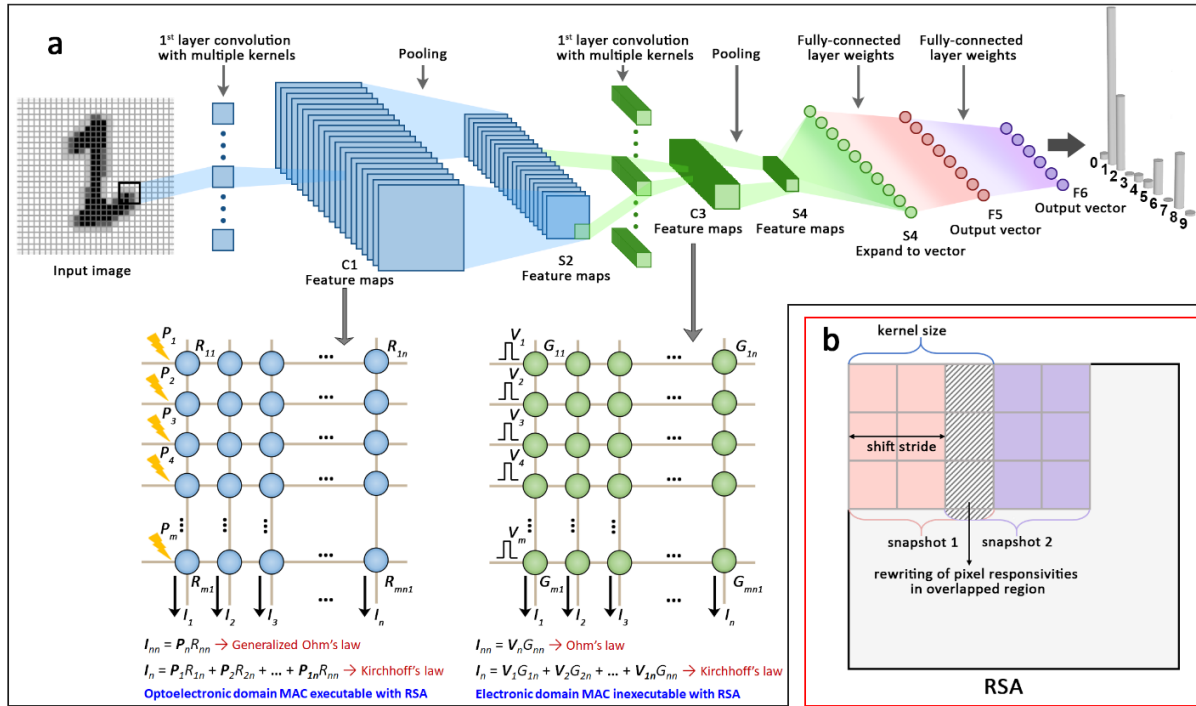 a
1st layer convolution
with multiple kernels
Pooling
1st layer convolution
with multiple kernels
Pooling
Fully-connected
layer weights
Fully-connected
layer weights
Input image
C1
Feature maps
S2
Feature maps
C3
Feature maps
S4
Feature maps
S4
Expand to vector
F5
Output vector
F6
Output vector
0 1 2 3 4 5 6 7 8 9
P1 R11 ... R1n
P2
P3 ...
P4
...
Pm
Rm1 ... Rmn1
I1 I2 I3 In
Inn = PnRnn → Generalized Ohm's law
In = P1R1n + P2R2n + ... + P1nRnn → Kirchhoff's law
Optoelectronic domain MAC executable with RSA
V1 G11 ... G1n
V2
V3 ...
V4
...
Vm
Gm1 ... Gmn1
I1 I2 I3 In
Inn = VnGnn → Ohm's law
In = V1G1n + V2G2n + ... + V1nGnn → Kirchhoff's law
Electronic domain MAC inexecutable with RSA
b
kernel size
shift stride
snapshot 1
snapshot 2
rewriting of pixel responsivities
in overlapped region
RSA